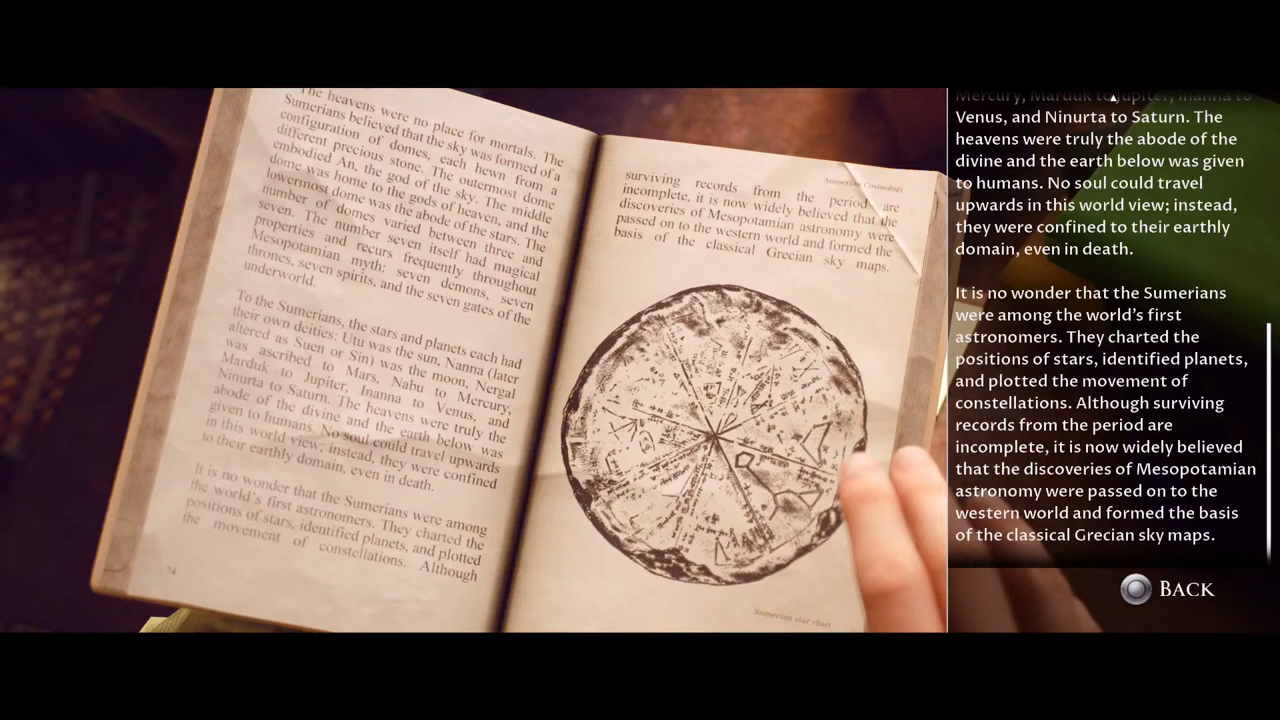 The heavens were no place for mortals. The
Sumerians believed that the sky was formed of a
configuration of domes, each hewn from a
different precious stone. The outermost dome
embodied An, the god of the sky. The middle
dome was home to the gods of heaven, and the
lowermost dome was the abode of the stars. The
number of domes varied between three and
seven. The number seven itself had magical
properties and recurs frequently throughout
Mesopotamian myth: seven demons, seven
thrones, seven spirits, and the seven gates of the
underworld.
To the Sumerians, the stars and planets each had
their own deities: Utu was the sun, Nanna (later
altered as Suen or Sin) was the moon, Nergal
was ascribed to Mars, Nabu to Mercury,
Marduk to Jupiter, Inanna to Venus, and
Ninurta to Saturn. The heavens were truly the
abode of the divine and the earth below was
given to humans. No soul could travel upwards
in this world view; instead, they were confined
to their earthly domain, even in death.
It is no wonder that the Sumerians were among
the world's first astronomers. They charted the
positions of stars, identified planets, and plotted
the movement of constellations. Although
74
Sumerian Cosmology
surviving records from the period are
incomplete, it is now widely believed that the
discoveries of Mesopotamian astronomy were
passed on to the western world and formed the
basis of the classical Grecian sky maps.
Sumerian star chart
Mercury, Marduk to Jupiter, Inanna to
Venus, and Ninurta to Saturn. The
heavens were truly the abode of the
divine and the earth below was given
to humans. No soul could travel
upwards in this world view; instead,
they were confined to their earthly
domain, even in death.
It is no wonder that the Sumerians
were among the world's first
astronomers. They charted the
positions of stars, identified planets,
and plotted the movement of
constellations. Although surviving
records from the period are
incomplete, it is now widely believed
that the discoveries of Mesopotamian
astronomy were passed on to the
western world and formed the basis
of the classical Grecian sky maps.
BACK